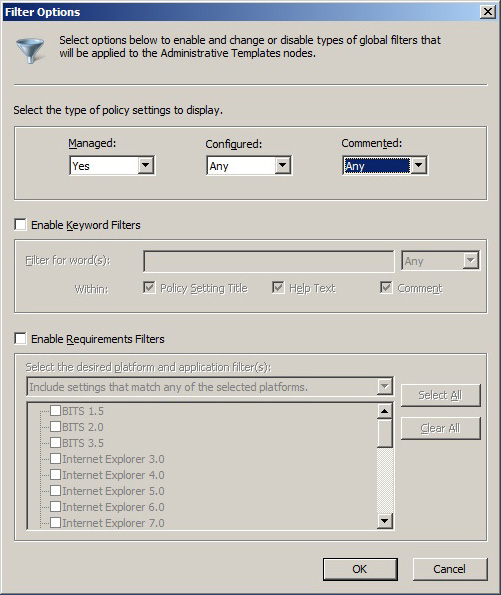 Filter Options
Select options below to enable and change or disable types of global filters that
will be applied to the Administrative Templates nodes.
Select the type of policy settings to display.
Managed: Configured: Commented:
Yes Any Any
Enable Keyword Filters
Filter for word(s): Any
Within: Policy Setting Title Help Text Comment
Enable Requirements Filters
Select the desired platform and application filter(s):
Include settings that match any of the selected platforms.
Select All
BITS 1.5
BITS 2.0
Clear All
BITS 3.5
Internet Explorer 3.0
Internet Explorer 4.0
Internet Explorer 5.0
Internet Explorer 6.0
Internet Explorer 7.0
OK Cancel